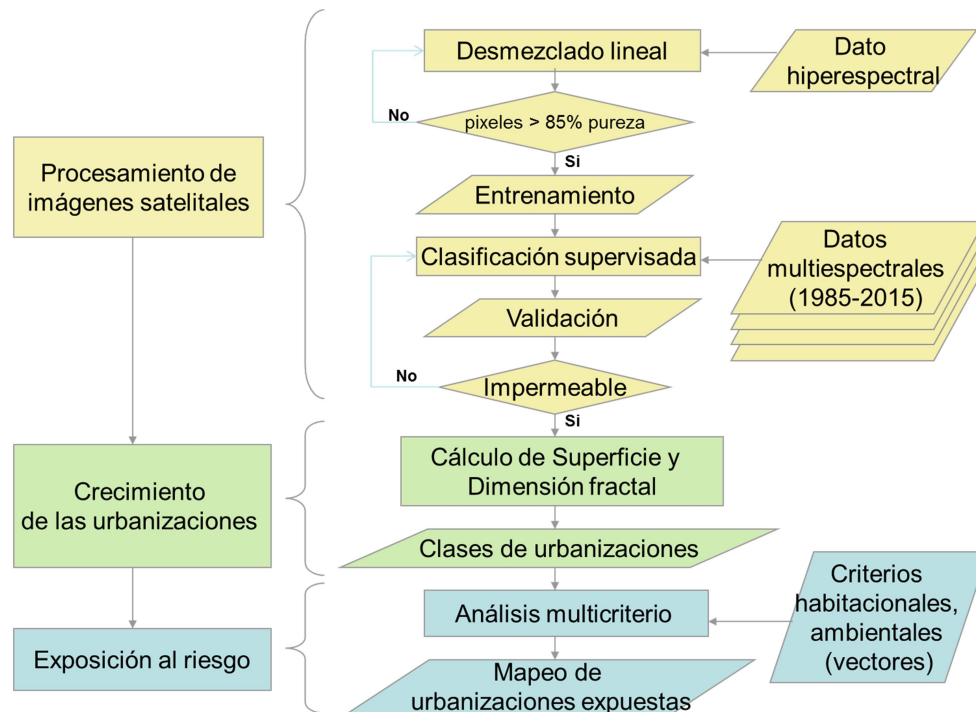 Procesamiento de
imágenes satelitales
Crecimiento
de las urbanizaciones
Exposición al riesgo
Desmezclado lineal
Dato
hiperespectral
No
pixeles > 85% pureza
Si
Entrenamiento
Clasificación supervisada
Datos
multiespectrales
(1985-2015)
Validación
No
Impermeable
Si
Cálculo de Superficie y
Dimensión fractal
Clases de urbanizaciones
Análisis multicriterio
Criterios
habitacionales,
ambientales
(vectores)
Mapeo de
urbanizaciones expuestas